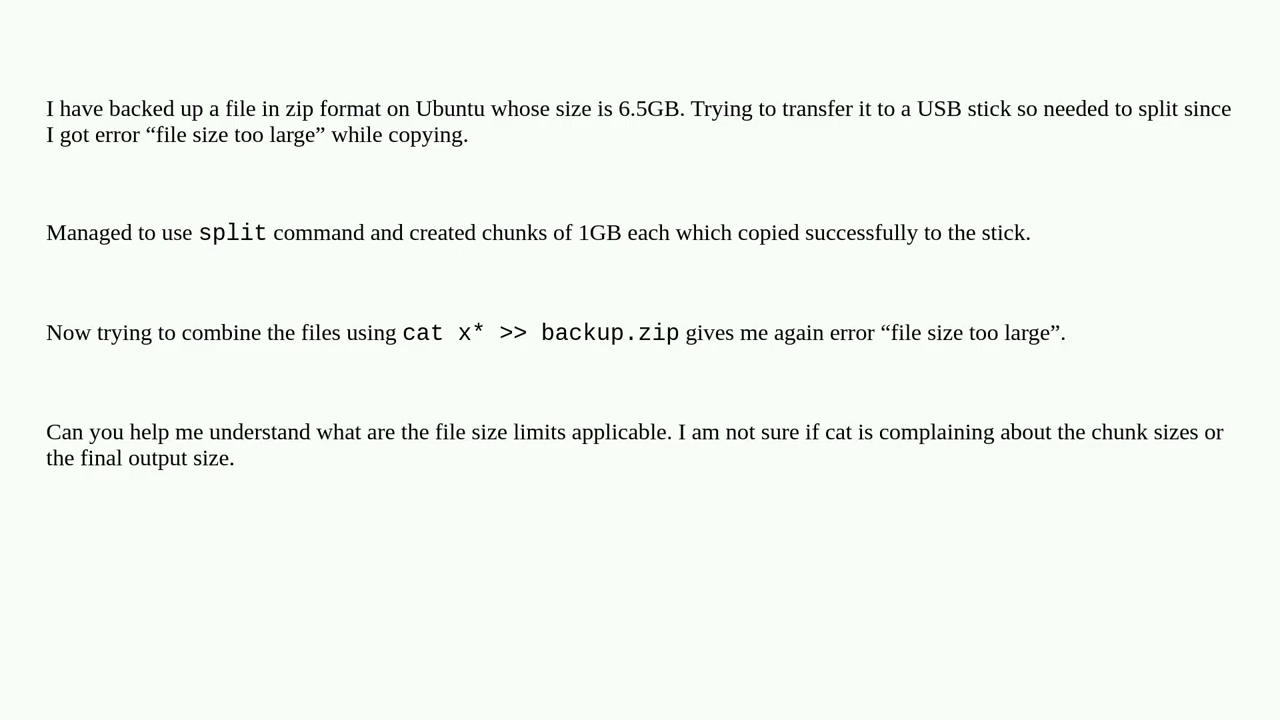 I have backed up a file in zip format on Ubuntu whose size is 6.5GB. Trying to transfer it to a USB stick so needed to split since
I got error “file size too large” while copying.
Managed to use split command and created chunks of 1GB each which copied successfully to the stick.
Now trying to combine the files using cat x* >> backup.zip gives me again error “file size too large”.
Can you help me understand what are the file size limits applicable. I am not sure if cat is complaining about the chunk sizes or
the final output size.